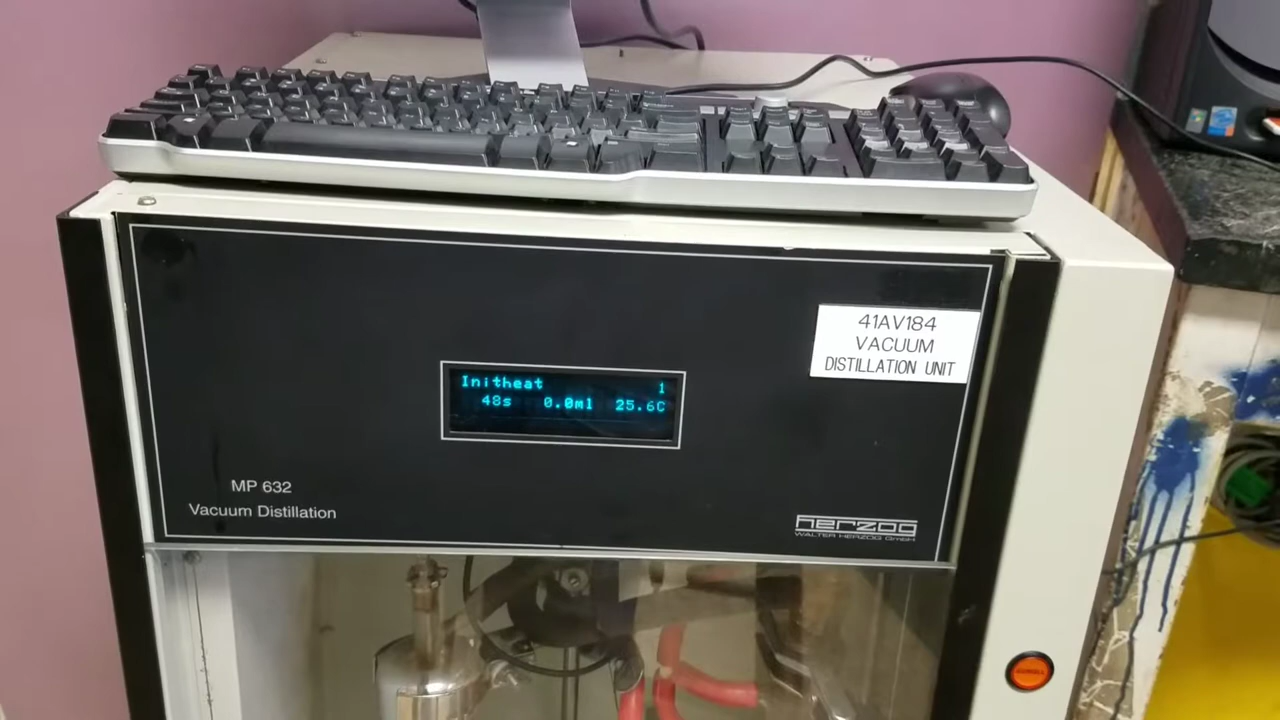 41AV184
VACUUM
DISTILLATION UNIT
Initheat 1
48s 0.0ml 25.6C
MP 632
Vacuum Distillation
herzog
WALTER HERZOG GmbH